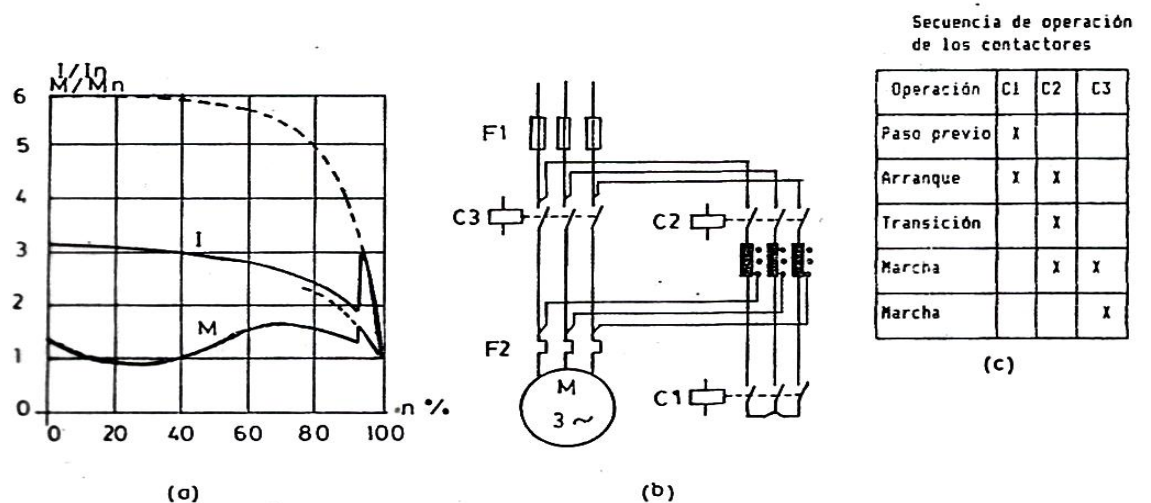 I/In
M/Mn
6
5
4
3
2
1
0
I
M
n %
0 20 40 60 80 100
(a)
F1
C3
C2
F2
M
3 ~
C1
(b)
Secuencia de operación
de los contactores
Operación C1 C2 C3
Paso previo X
Arranque X X
Transición X
Marcha X X
Marcha X
(c)